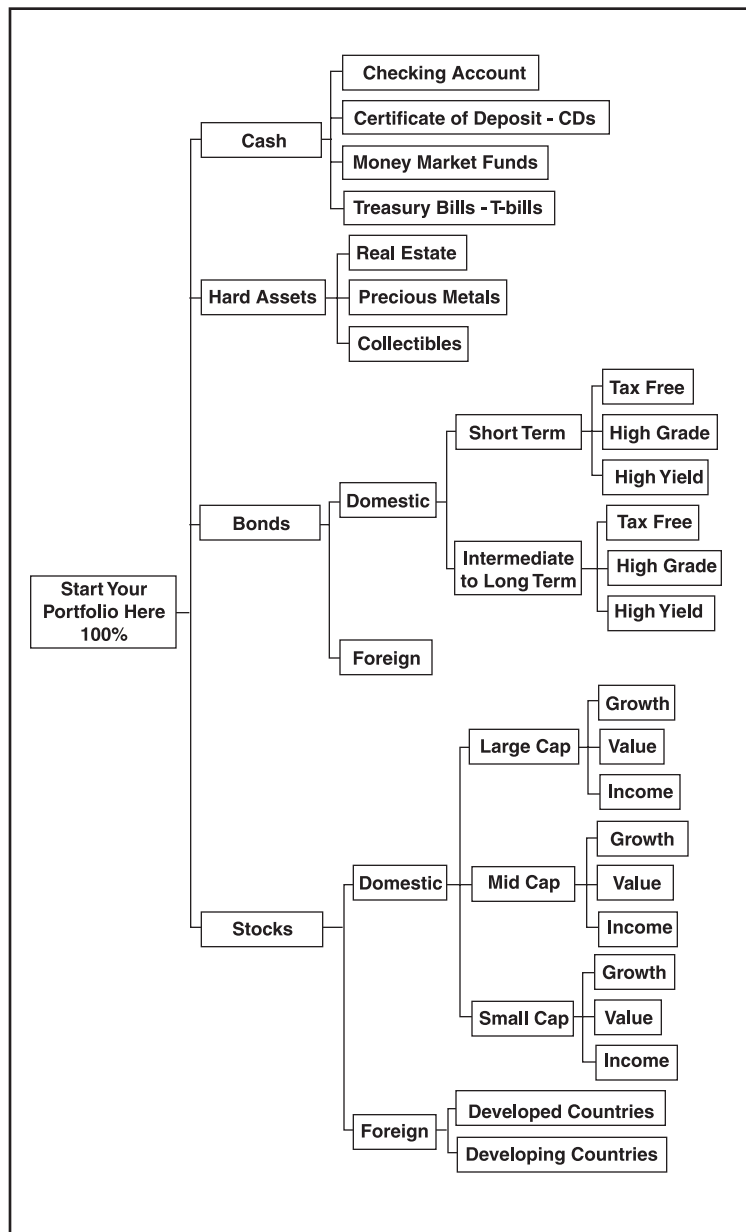 Start Your
Portfolio Here
100%
Cash
Checking Account
Certificate of Deposit - CDs
Money Market Funds
Treasury Bills - T-bills
Hard Assets
Real Estate
Precious Metals
Collectibles
Bonds
Domestic
Short Term
Tax Free
High Grade
High Yield
Intermediate
to Long Term
Tax Free
High Grade
High Yield
Foreign
Stocks
Domestic
Large Cap
Growth
Value
Income
Mid Cap
Growth
Value
Income
Small Cap
Growth
Value
Income
Foreign
Developed Countries
Developing Countries